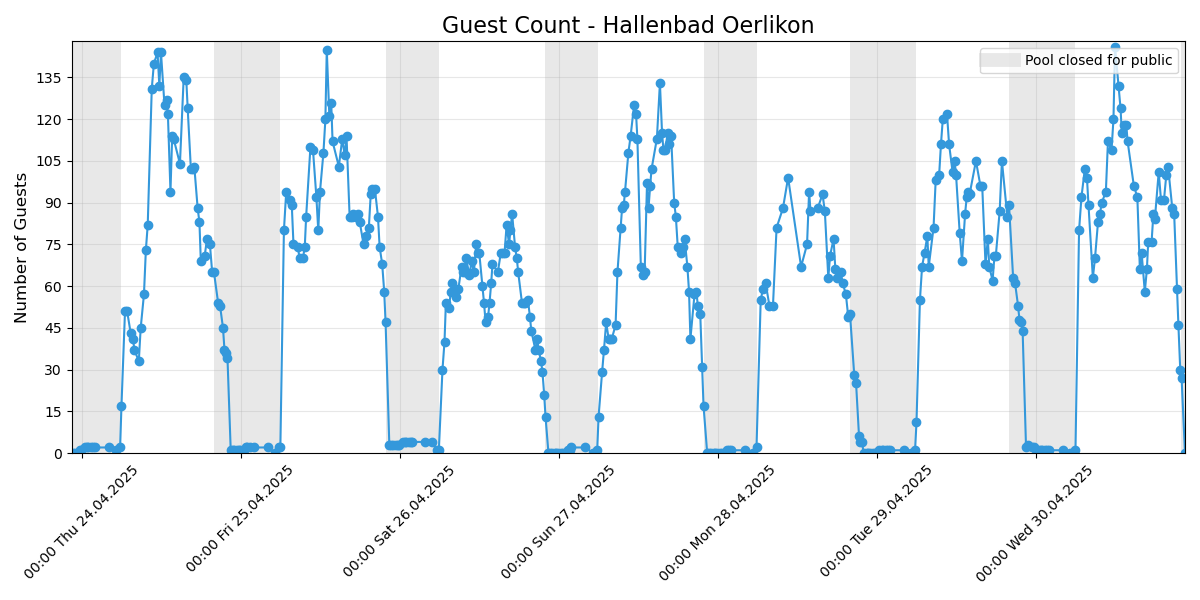 Guest Count - Hallenbad Oerlikon
Pool closed for public
Number of Guests
135
120
105
90
75
60
45
30
15
0
00:00 Thu 24.04.2025
00:00 Fri 25.04.2025
00:00 Sat 26.04.2025
00:00 Sun 27.04.2025
00:00 Mon 28.04.2025
00:00 Tue 29.04.2025
00:00 Wed 30.04.2025